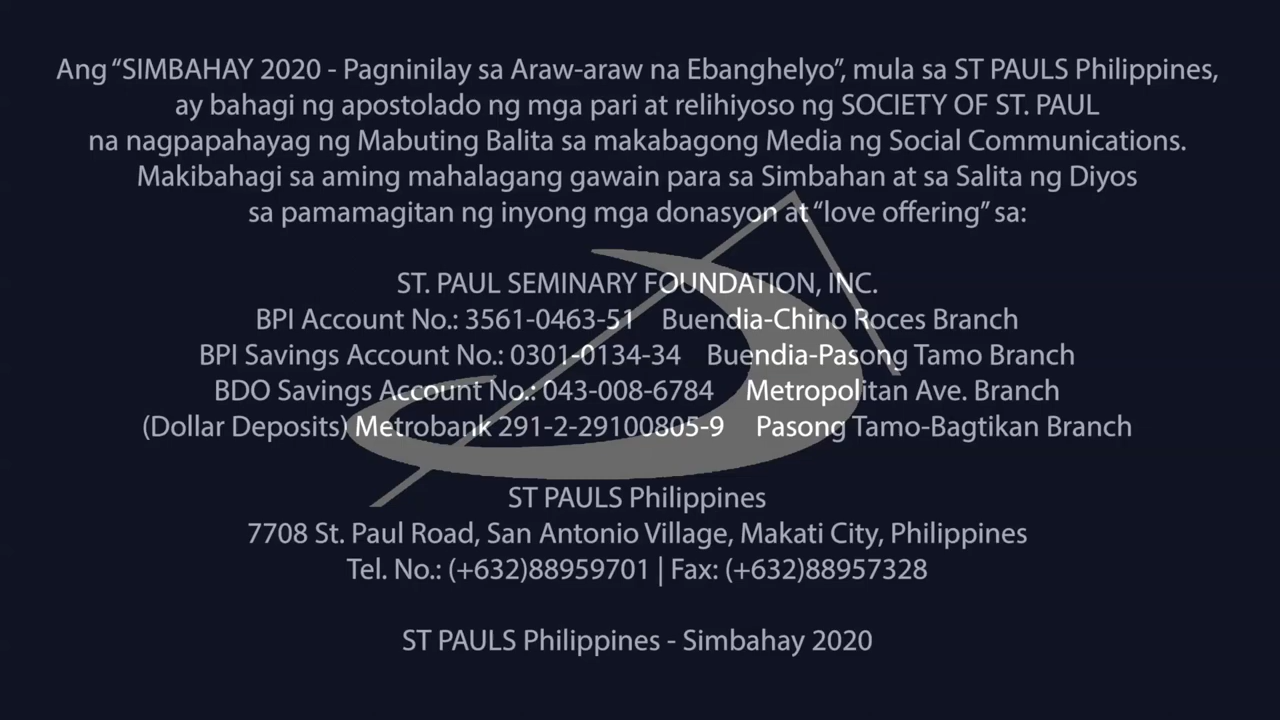 Ang “SIMBAHAY 2020 - Pagninilay sa Araw-araw na Ebanghelyo”, mula sa ST PAULS Philippines,
ay bahagi ng apostolado ng mga pari at relihiyoso ng SOCIETY OF ST. PAUL
na nagpapahayag ng Mabuting Balita sa makabagong Media ng Social Communications.
Makibahagi sa aming mahalagang gawain para sa Simbahan at sa Salita ng Diyos
sa pamamagitan ng inyong mga donasyon at “love offering” sa:
ST. PAUL SEMINARY FOUNDATION, INC.
BPI Account No.: 3561-0463-51 Buendia-Chino Roces Branch
BPI Savings Account No.: 0301-0134-34 Buendia-Pasong Tamo Branch
BDO Savings Account No.: 043-008-6784 Metropolitan Ave. Branch
(Dollar Deposits) Metrobank 291-2-29100805-9 Pasong Tamo-Bagtikan Branch
ST PAULS Philippines
7708 St. Paul Road, San Antonio Village, Makati City, Philippines
Tel. No.: (+632)88959701 | Fax: (+632)88957328
ST PAULS Philippines - Simbahay 2020